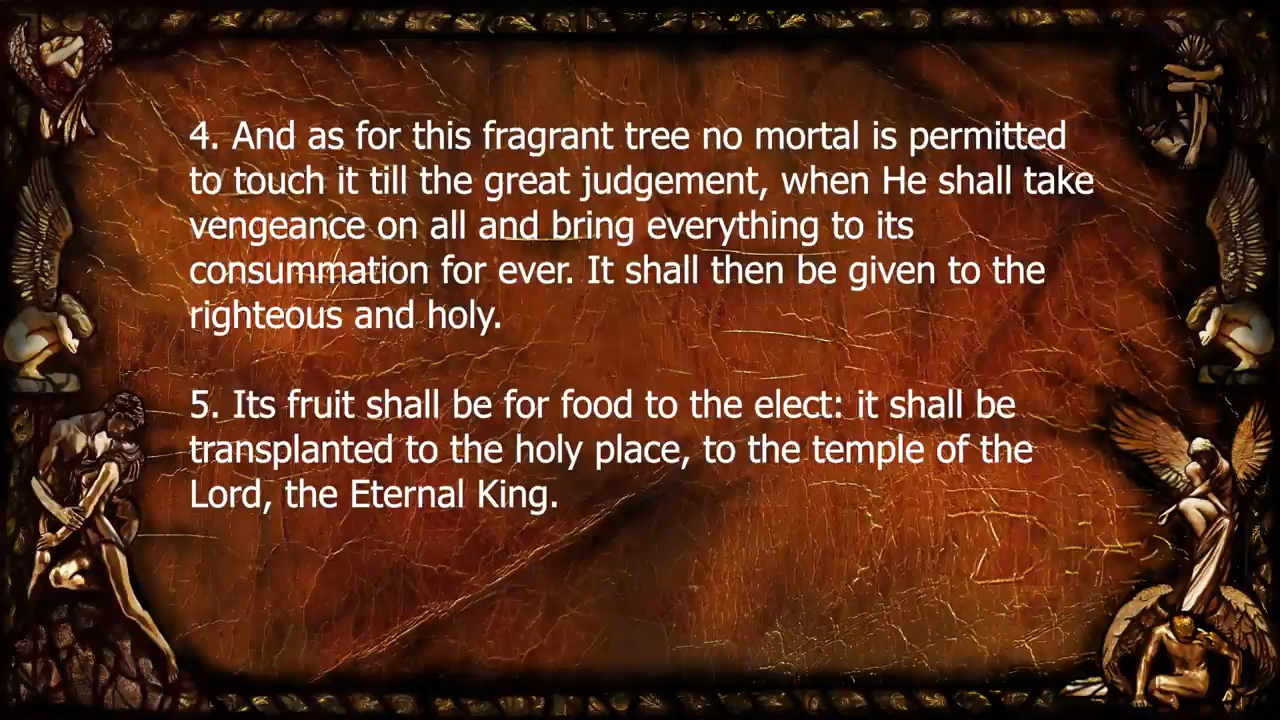 4. And as for this fragrant tree no mortal is permitted
to touch it till the great judgement, when He shall take
vengeance on all and bring everything to its
consummation for ever. It shall then be given to the
righteous and holy.
5. Its fruit shall be for food to the elect: it shall be
transplanted to the holy place, to the temple of the
Lord, the Eternal King.